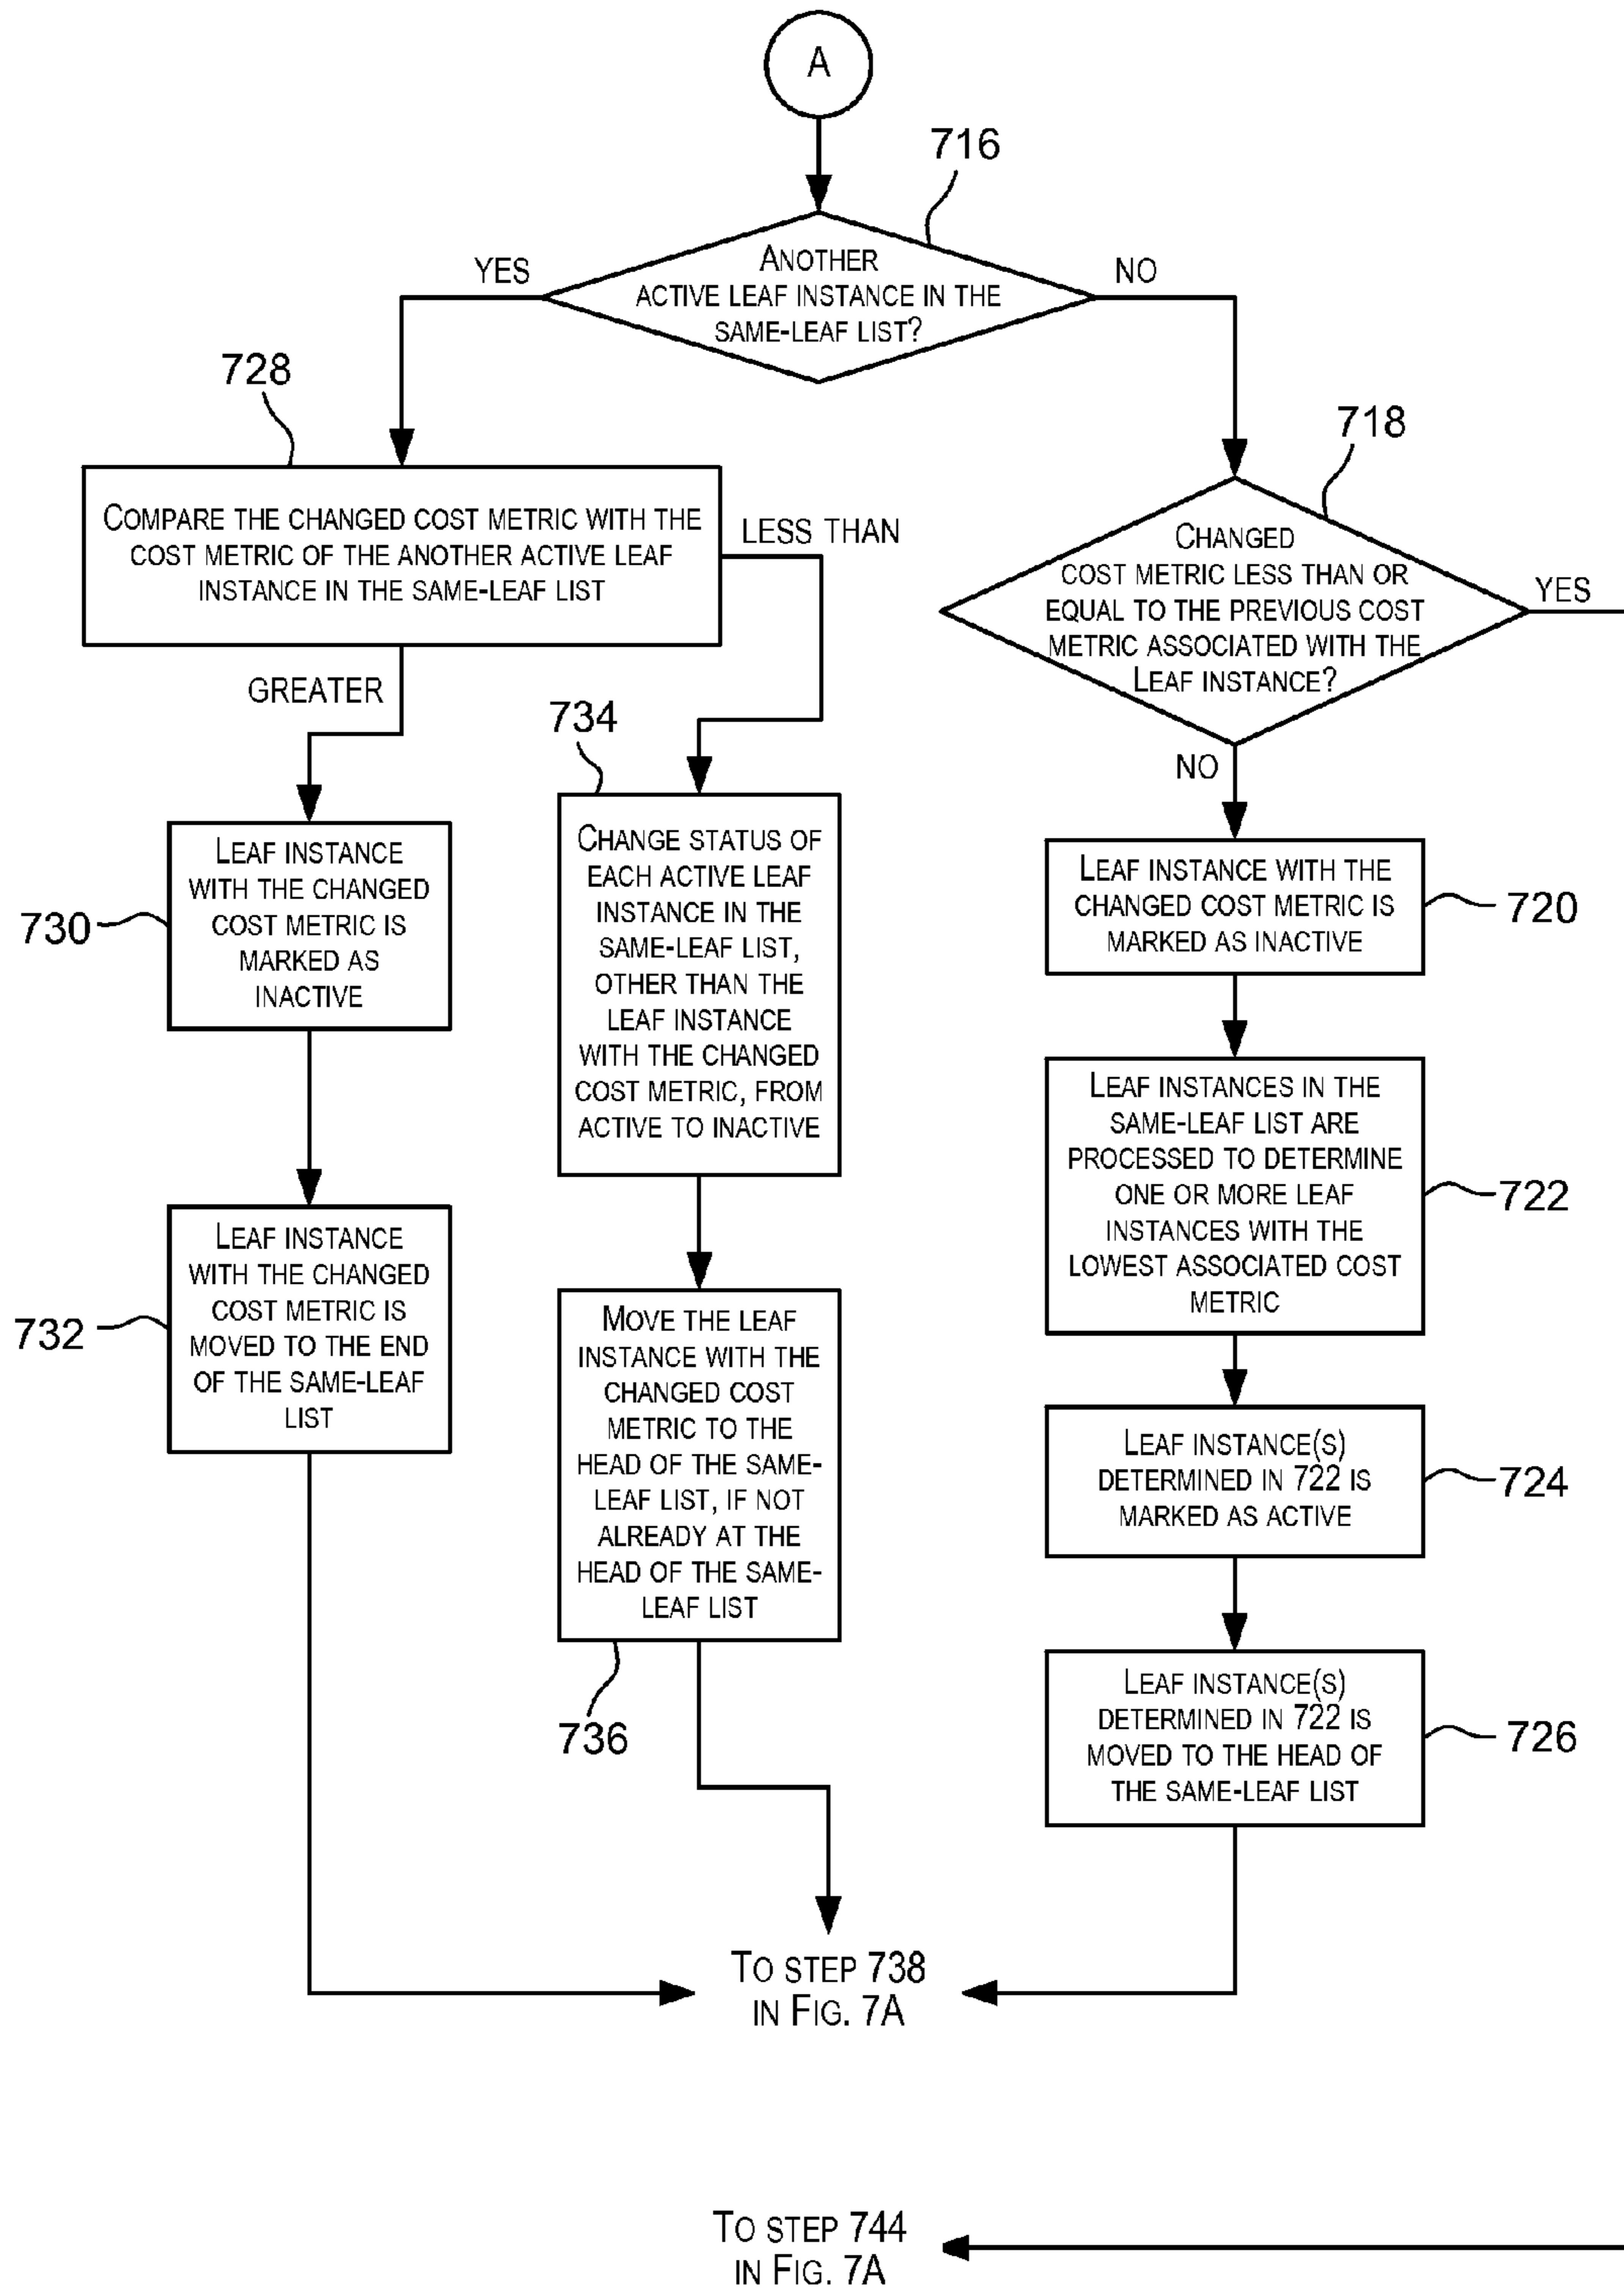 A
716
ANOTHER
ACTIVE LEAF INSTANCE IN THE
SAME-LEAF LIST?
YES
NO
728
COMPARE THE CHANGED COST METRIC WITH THE
COST METRIC OF THE ANOTHER ACTIVE LEAF
INSTANCE IN THE SAME-LEAF LIST
LESS THAN
GREATER
718
CHANGED
COST METRIC LESS THAN OR
EQUAL TO THE PREVIOUS COST
METRIC ASSOCIATED WITH THE
LEAF INSTANCE?
YES
NO
730
LEAF INSTANCE
WITH THE CHANGED
COST METRIC IS
MARKED AS
INACTIVE
732
LEAF INSTANCE
WITH THE CHANGED
COST METRIC IS
MOVED TO THE END
OF THE SAME-LEAF
LIST
734
CHANGE STATUS OF
EACH ACTIVE LEAF
INSTANCE IN THE
SAME-LEAF LIST,
OTHER THAN THE
LEAF INSTANCE
WITH THE CHANGED
COST METRIC, FROM
ACTIVE TO INACTIVE
MOVE THE LEAF
INSTANCE WITH THE
CHANGED COST
METRIC TO THE
HEAD OF THE SAME-
LEAF LIST, IF NOT
ALREADY AT THE
HEAD OF THE SAME-
LEAF LIST
736
LEAF INSTANCE WITH THE
CHANGED COST METRIC IS
MARKED AS INACTIVE
720
LEAF INSTANCES IN THE
SAME-LEAF LIST ARE
PROCESSED TO DETERMINE
ONE OR MORE LEAF
INSTANCES WITH THE
LOWEST ASSOCIATED COST
METRIC
722
LEAF INSTANCE(S)
DETERMINED IN 722 IS
MARKED AS ACTIVE
724
LEAF INSTANCE(S)
DETERMINED IN 722 IS
MOVED TO THE HEAD OF
THE SAME-LEAF LIST
726
TO STEP 738
IN FIG. 7A
TO STEP 744
IN FIG. 7A